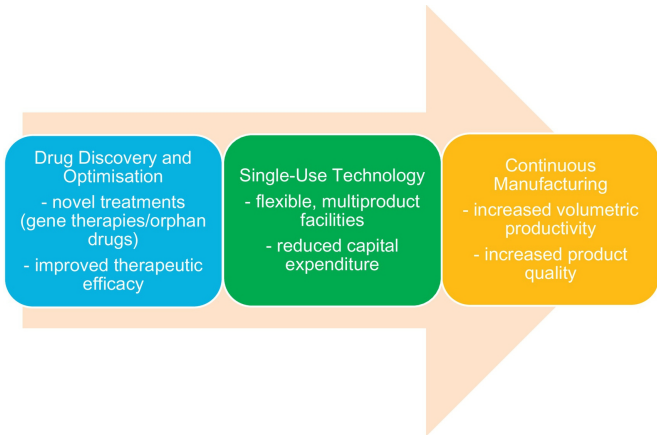 Drug Discovery and
Optimisation
- novel treatments
(gene therapies/orphan
drugs)
- improved therapeutic
efficacy
Single-Use Technology
- flexible, multiproduct
facilities
- reduced capital
expenditure
Continuous
Manufacturing
- increased volumetric
productivity
- increased product
quality